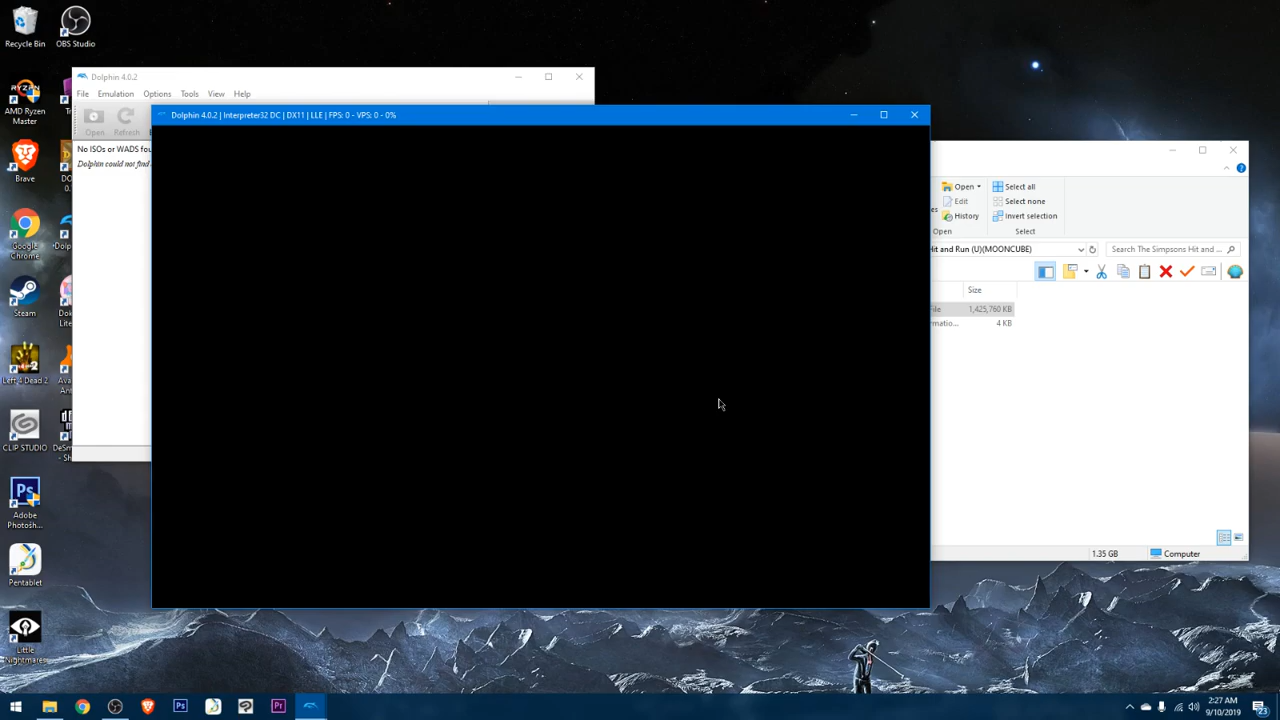 Recycle Bin
OBS Studio
AMD Ryzen
Master
Brave
Google
Chrome
Steam
Left 4 Dead 2
CLIP STUDIO
Adobe
Photosh...
Pentablet
Little
Nightmares
Dolphin 4.0.2
File Emulation Options Tools View Help
Open Refresh
No ISOs or WADS fou
Dolphin could not find
Dolphin 4.0.2 | Interpreter32 DC | DX11 | LLE | FPS: 0 - VPS: 0 - 0%
Open Select all
Edit Select none
History Invert selection
Open Select
Hit and Run (U)(MOONCUBE) Search The Simpsons Hit and ...
Size
File 1,425,760 KB
rmatio... 4 KB
1.35 GB Computer
2:27 AM
9/10/2019
23